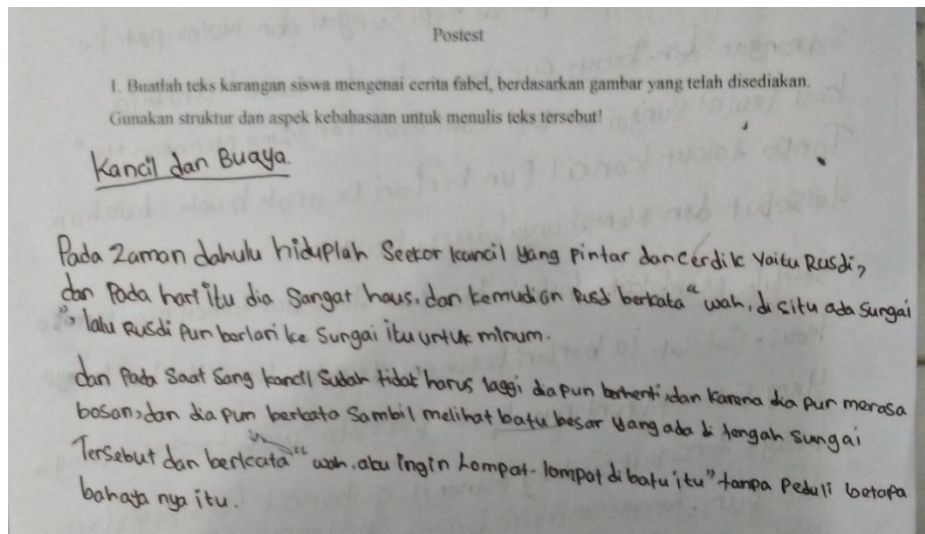 Postest
1. Buatlah teks karangan siswa mengenai cerita fabel, berdasarkan gambar yang telah disediakan.
Gunakan struktur dan aspek kebahasaan untuk menulis teks tersebut!
Kancil dan Buaya.
Pada Zaman dahulu hiduplah Seekor kancil yang pintar dan cerdik yaitu Rusdi,
dan Pada hari itu dia sangat haus, dan kemudian Rusdi berkata “wah, di situ ada sungai
”, lalu Rusdi Pun berlari ke Sungai itu untuk minum.
dan Pada Saat Sang kancil Sudah tidak harus laggi dia pun berhenti, dan karena dia pun merasa
bosan, dan dia pun berkata Sambil melihat batu besar yang ada di tengah sungai
Tersebut dan berkata “wah, aku ingin Lompat-lompat di batu itu” tanpa Peduli betapa
bahaya nya itu.